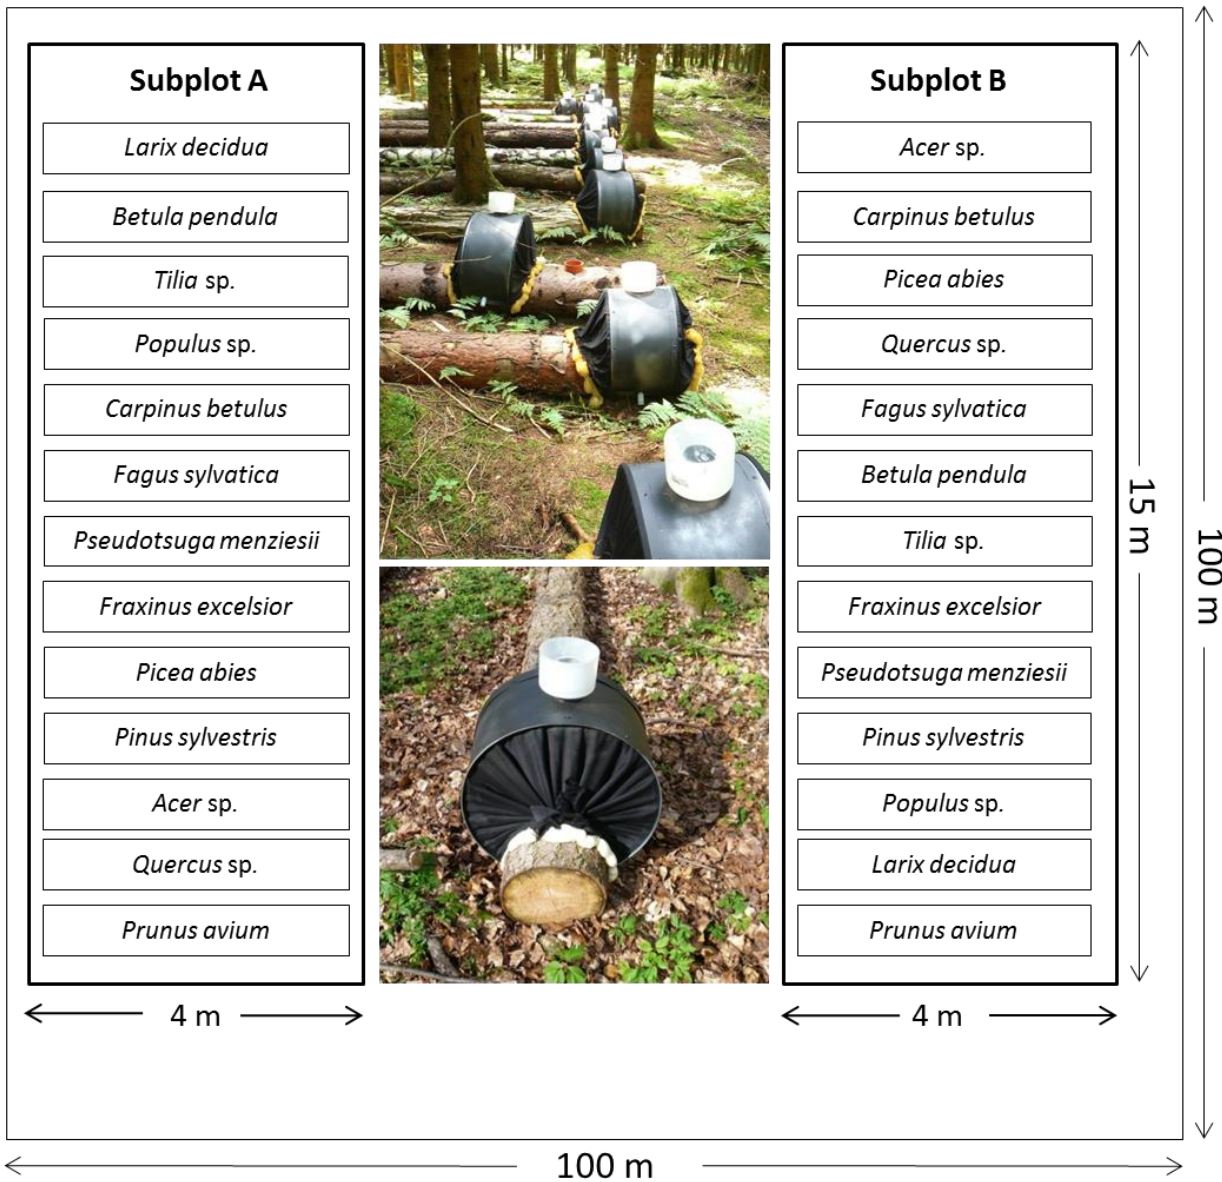 Subplot A
Larix decidua
Betula pendula
Tilia sp.
Populus sp.
Carpinus betulus
Fagus sylvatica
Pseudotsuga menziesii
Fraxinus excelsior
Picea abies
Pinus sylvestris
Acer sp.
Quercus sp.
Prunus avium
4 m
Subplot B
Acer sp.
Carpinus betulus
Picea abies
Quercus sp.
Fagus sylvatica
Betula pendula
Tilia sp.
Fraxinus excelsior
Pseudotsuga menziesii
Pinus sylvestris
Populus sp.
Larix decidua
Prunus avium
4 m
15 m
100 m
100 m